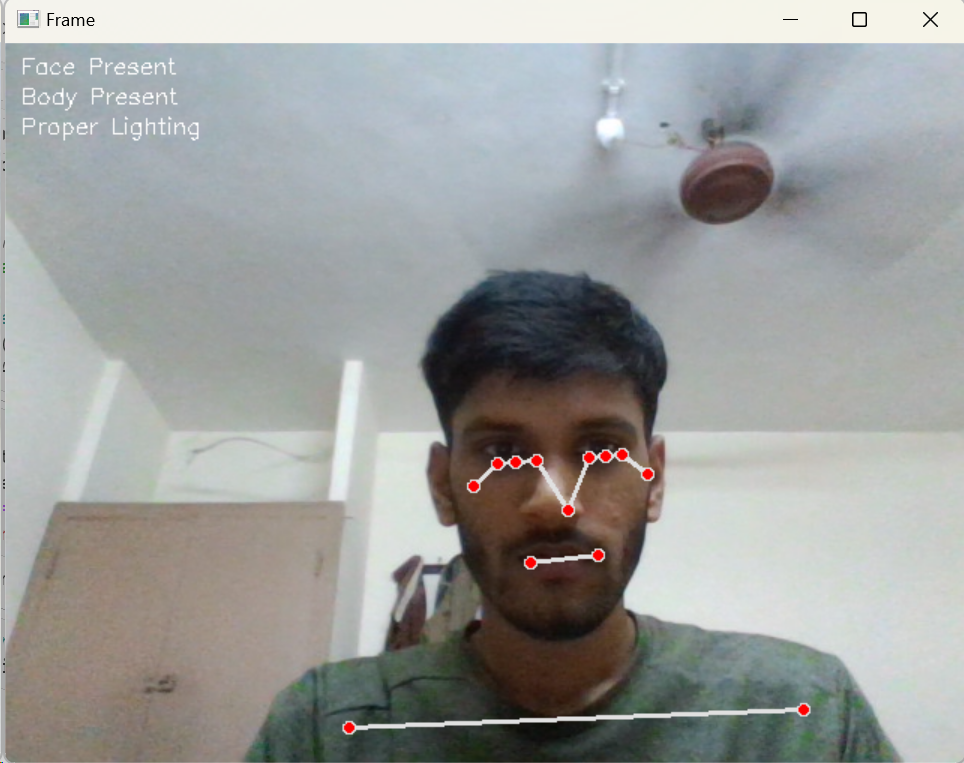 Frame
Face Present
Body Present
Proper Lighting